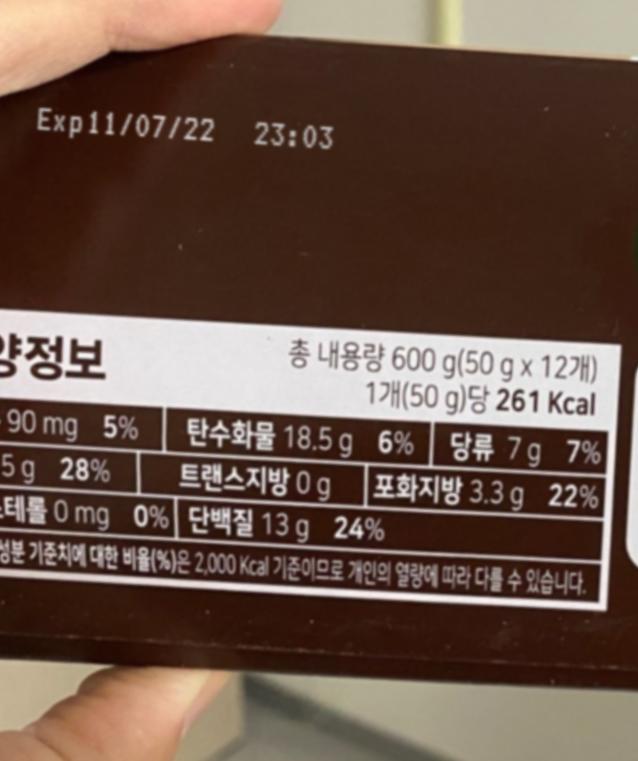 Exp11/07/22 23:03
양정보
총 내용량 600 g(50 g x 12개)
1개(50 g)당 261 Kcal
90 mg 5% 탄수화물 18.5 g 6% 당류 7 g 7%
5 g 28% 트랜스지방 0 g 포화지방 3.3 g 22%
테롤 0 mg 0% 단백질 13 g 24%
성분 기준치에 대한 비율(%)은 2,000 Kcal 기준이므로 개인의 열량에 따라 다를 수 있습니다.